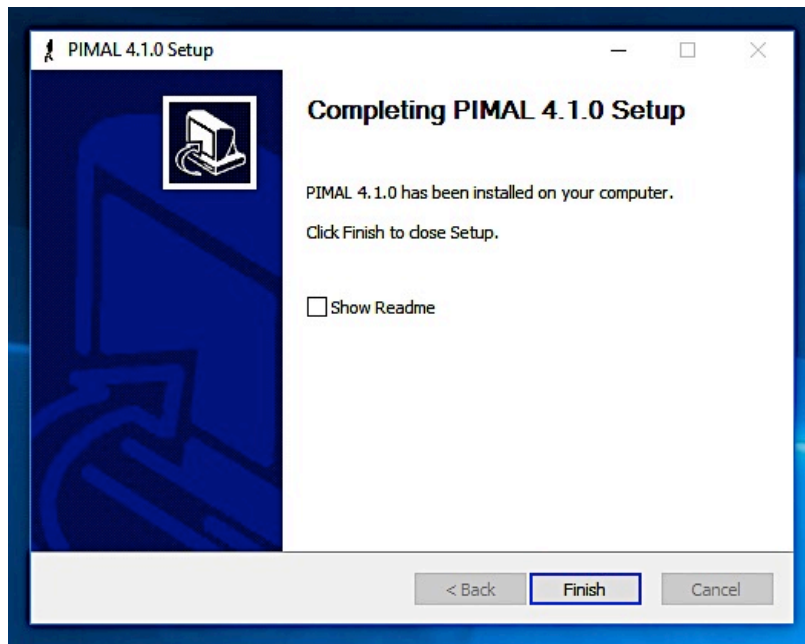 PIMAL 4.1.0 Setup
Completing PIMAL 4.1.0 Setup
PIMAL 4.1.0 has been installed on your computer.
Click Finish to close Setup.
Show Readme
< Back
Finish
Cancel